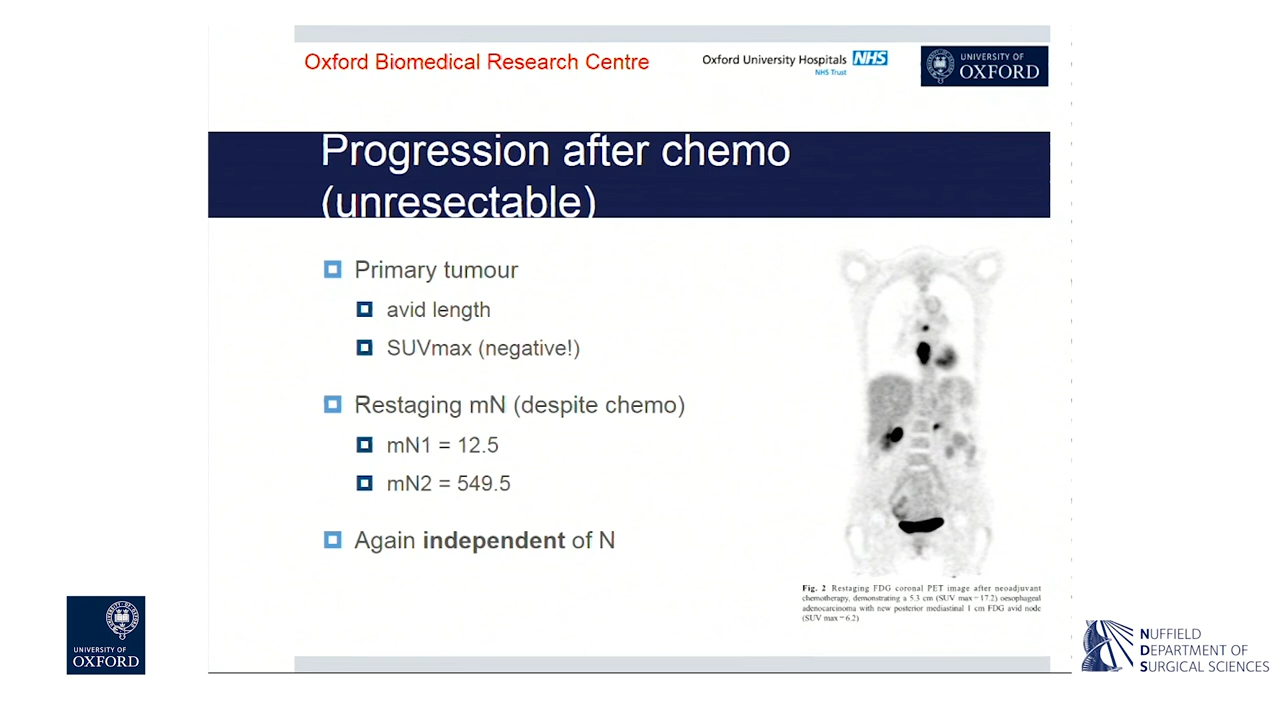 Oxford Biomedical Research Centre
Oxford University Hospitals NHS
NHS Trust
UNIVERSITY OF
OXFORD
Progression after chemo
(unresectable)
Primary tumour
avid length
SUVmax (negative!)
Restaging mN (despite chemo)
mN1 = 12.5
mN2 = 549.5
Again independent of N
Fig. 2 Restaging FDG coronal PET image after neoadjuvant
chemotherapy, demonstrating a 5.3 cm (SUV max=17.2) oesophageal
adenocarcinoma with new posterior mediastinal 1 cm FDG avid node
(SUV max=6.2)
UNIVERSITY OF
OXFORD
NUFFIELD
DEPARTMENT OF
SURGICAL SCIENCES